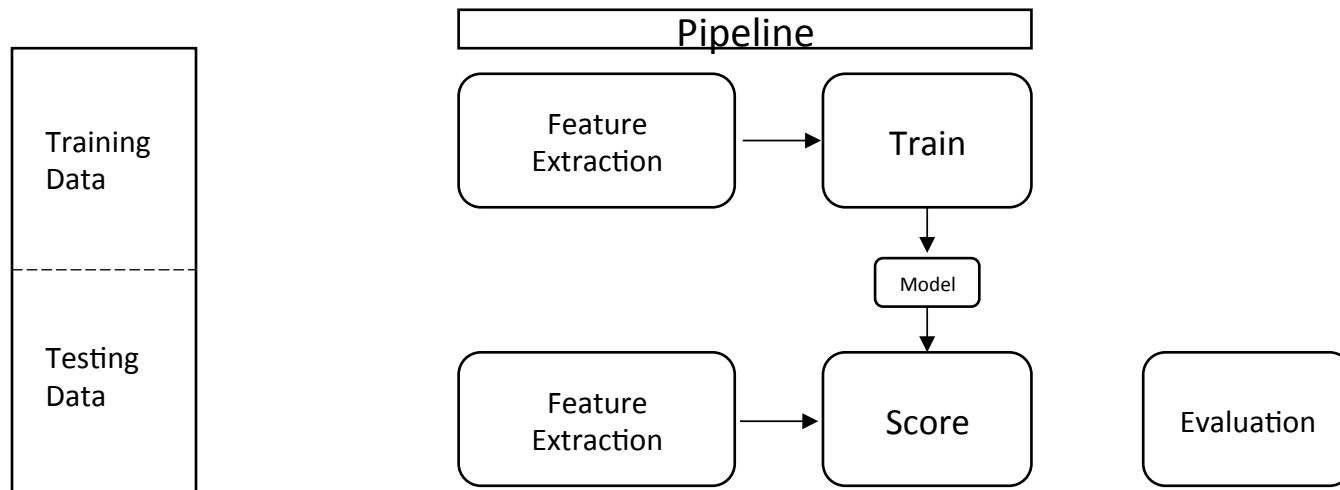 Pipeline
Training
Data
Feature
Extraction
Train
Model
Testing
Data
Feature
Extraction
Score
Evaluation